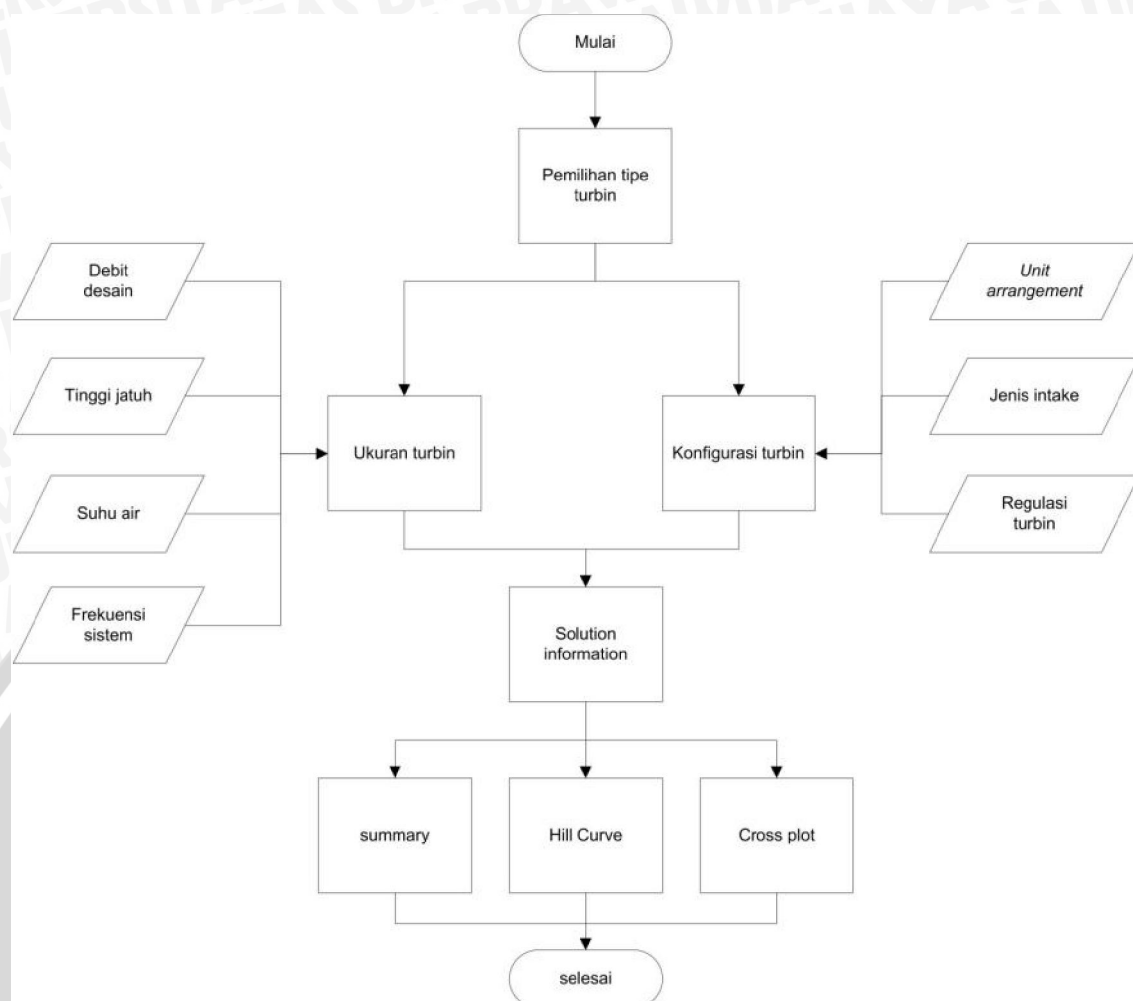 Mulai
Pemilihan tipe
turbin
Debit
desain
Unit
arrangement
Tinggi jatuh
Jenis intake
Ukuran turbin
Konfigurasi turbin
Suhu air
Regulasi
turbin
Frekuensi
sistem
Solution
information
summary
Hill Curve
Cross plot
selesai